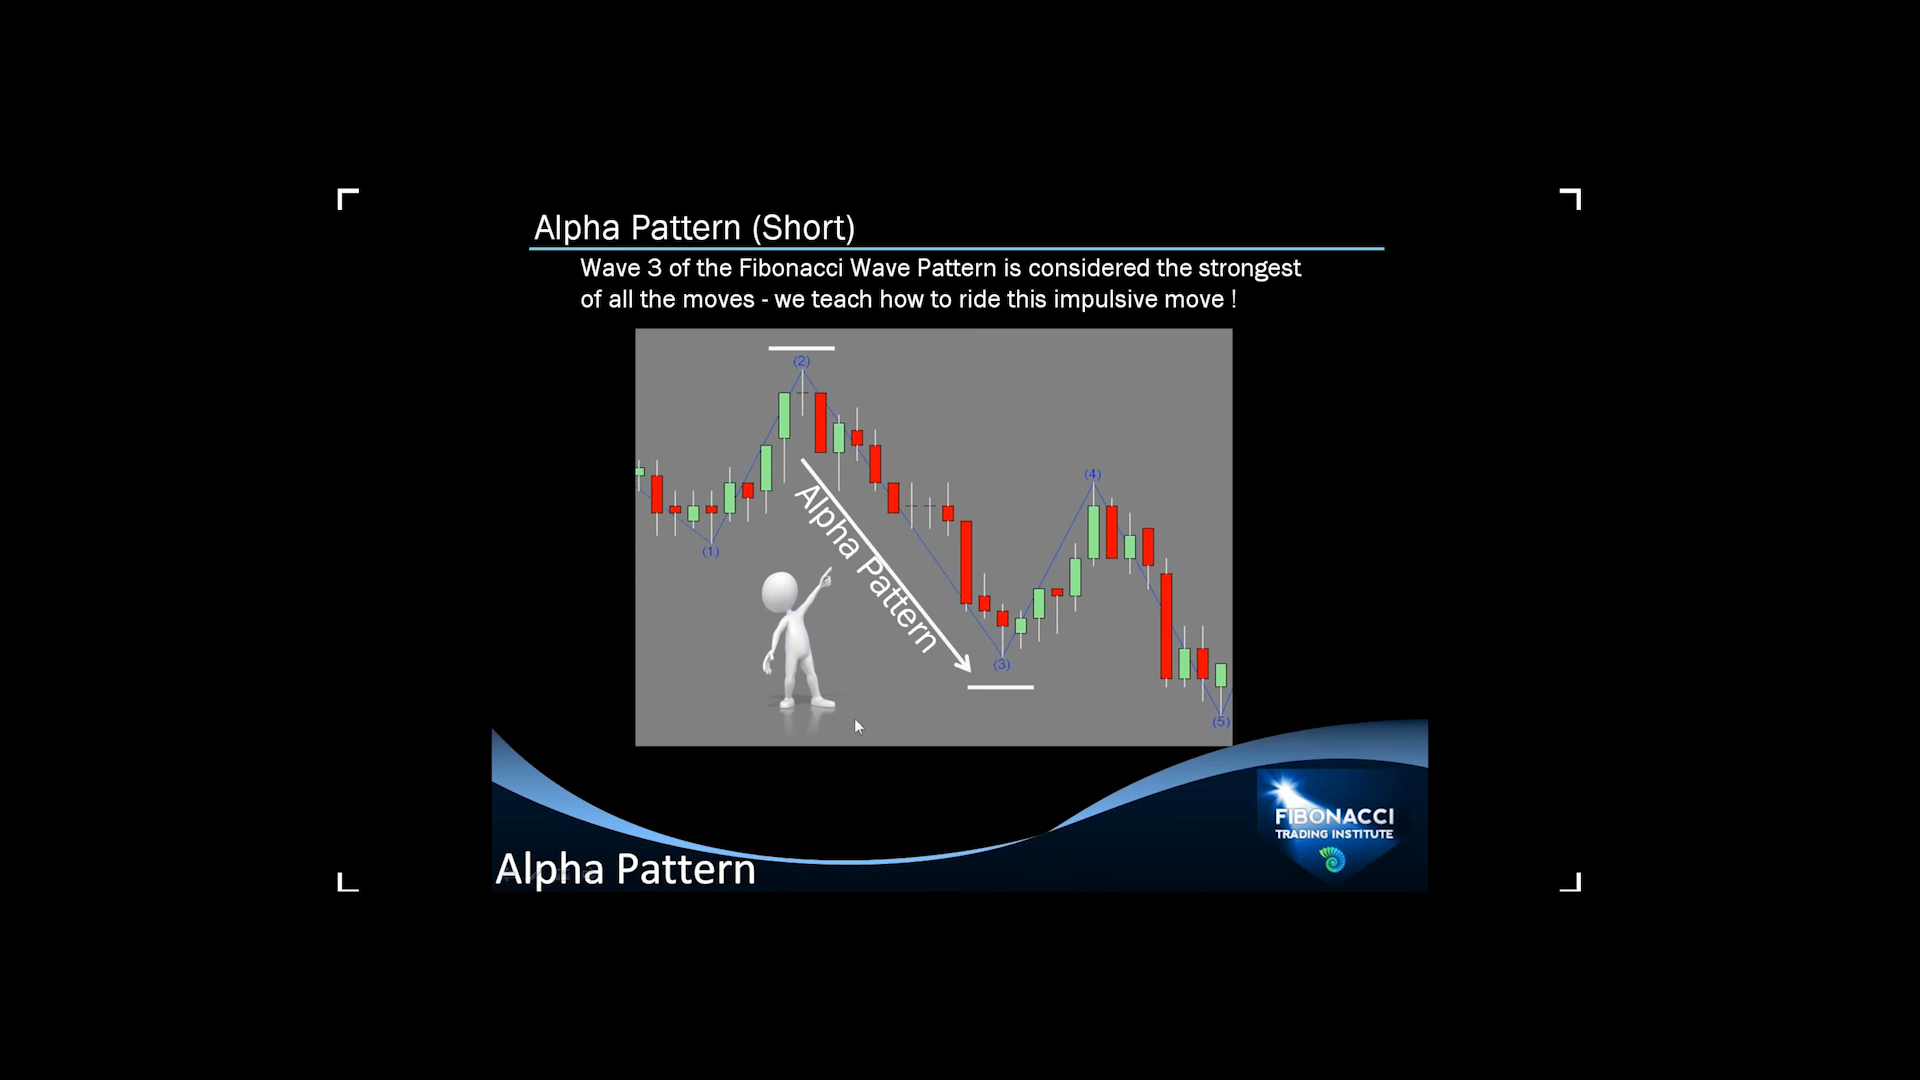 Alpha Pattern (Short)
Wave 3 of the Fibonacci Wave Pattern is considered the strongest
of all the moves - we teach how to ride this impulsive move !
(2)
(4)
(1)
Alpha Pattern
(3)
(5)
FIBONACCI
TRADING INSTITUTE
Alpha Pattern